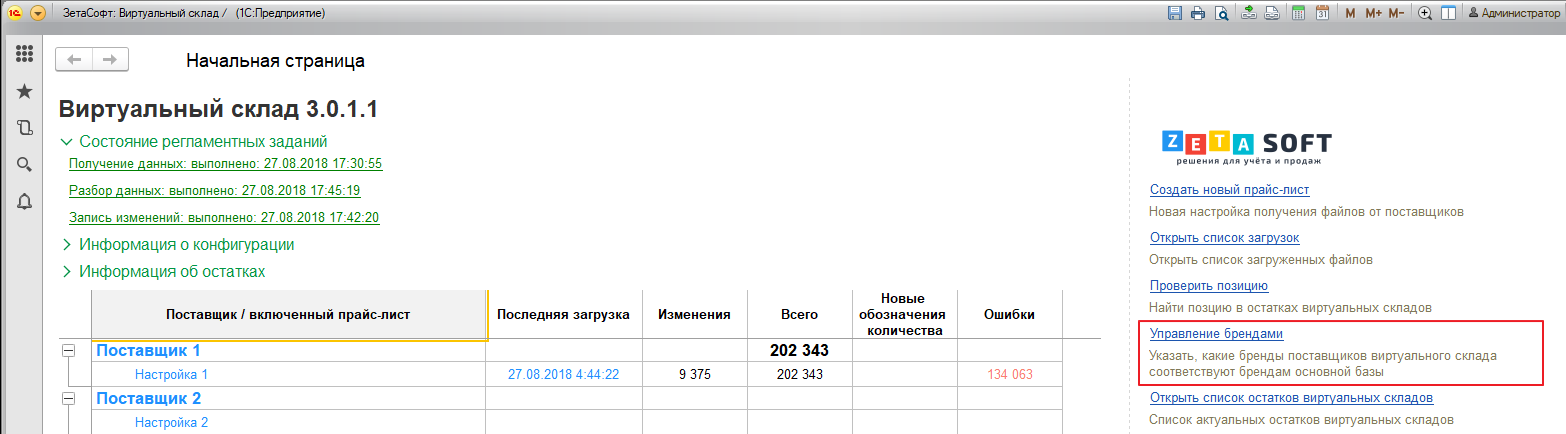 ЗетаСофт: Виртуальный склад / (1С:Предприятие)
M M+ M-
Администратор
Начальная страница
Виртуальный склад 3.0.1.1
Состояние регламентных заданий
Получение данных: выполнено: 27.08.2018 17:30:55
Разбор данных: выполнено: 27.08.2018 17:45:19
Запись изменений: выполнено: 27.08.2018 17:42:20
Информация о конфигурации
Информация об остатках
Поставщик / включенный прайс-лист
Последняя загрузка
Изменения
Всего
Новые
обозначения
количества
Ошибки
Поставщик 1
202 343
Настройка 1
27.08.2018 4:44:22
9 375
202 343
134 063
Поставщик 2
Настройка 2
ZETA SOFT
решения для учёта и продаж
Создать новый прайс-лист
Новая настройка получения файлов от поставщиков
Открыть список загрузок
Открыть список загруженных файлов
Проверить позицию
Найти позцию в остатках виртуальных складов
Управление брендами
Указать, какие бренды поставщиков виртуального склада
соответствуют брендам основной базы
Открыть список остатков виртуальных складов
Список актуальных остатков виртуальных складов